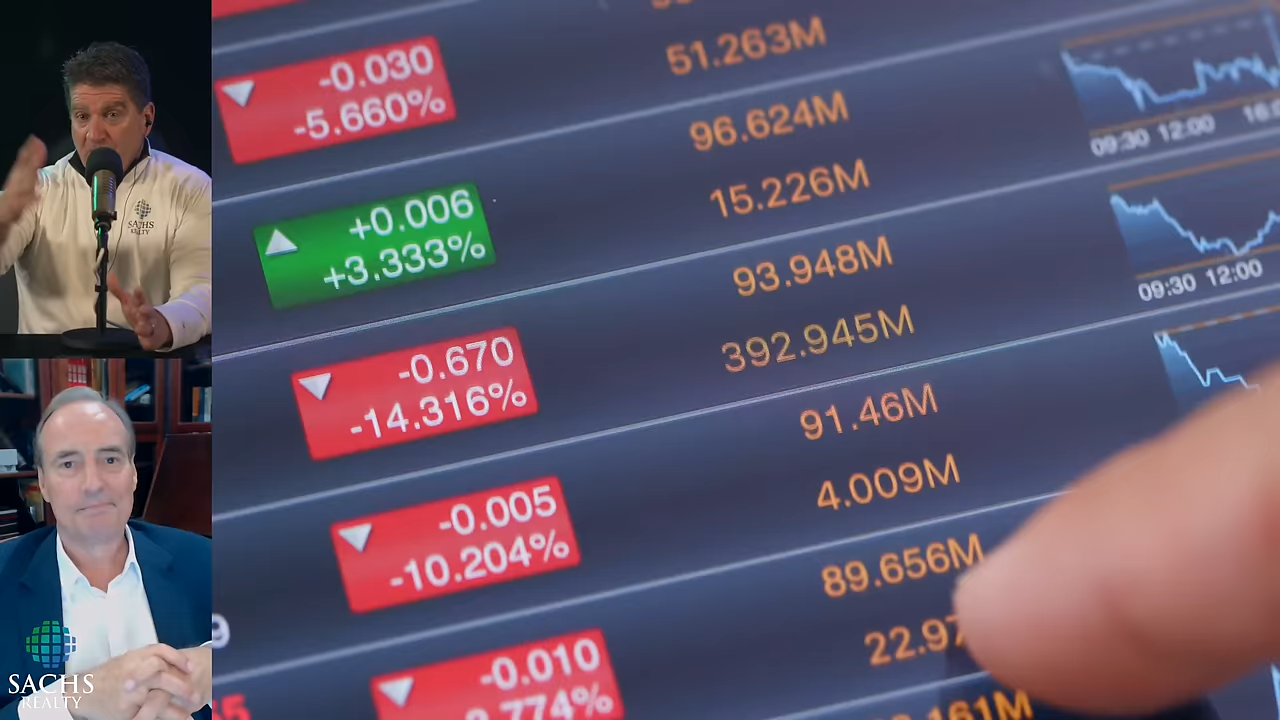 -0.030
-5.660%
51.263M
96.624M
09:30 12:00
+0.006
+3.333%
15.226M
93.948M
09:30 12:00
-0.670
-14.316%
392.945M
91.46M
-0.005
-10.204%
4.009M
89.656M
-0.010
SACHS
REALTY
SACHS
REALTY